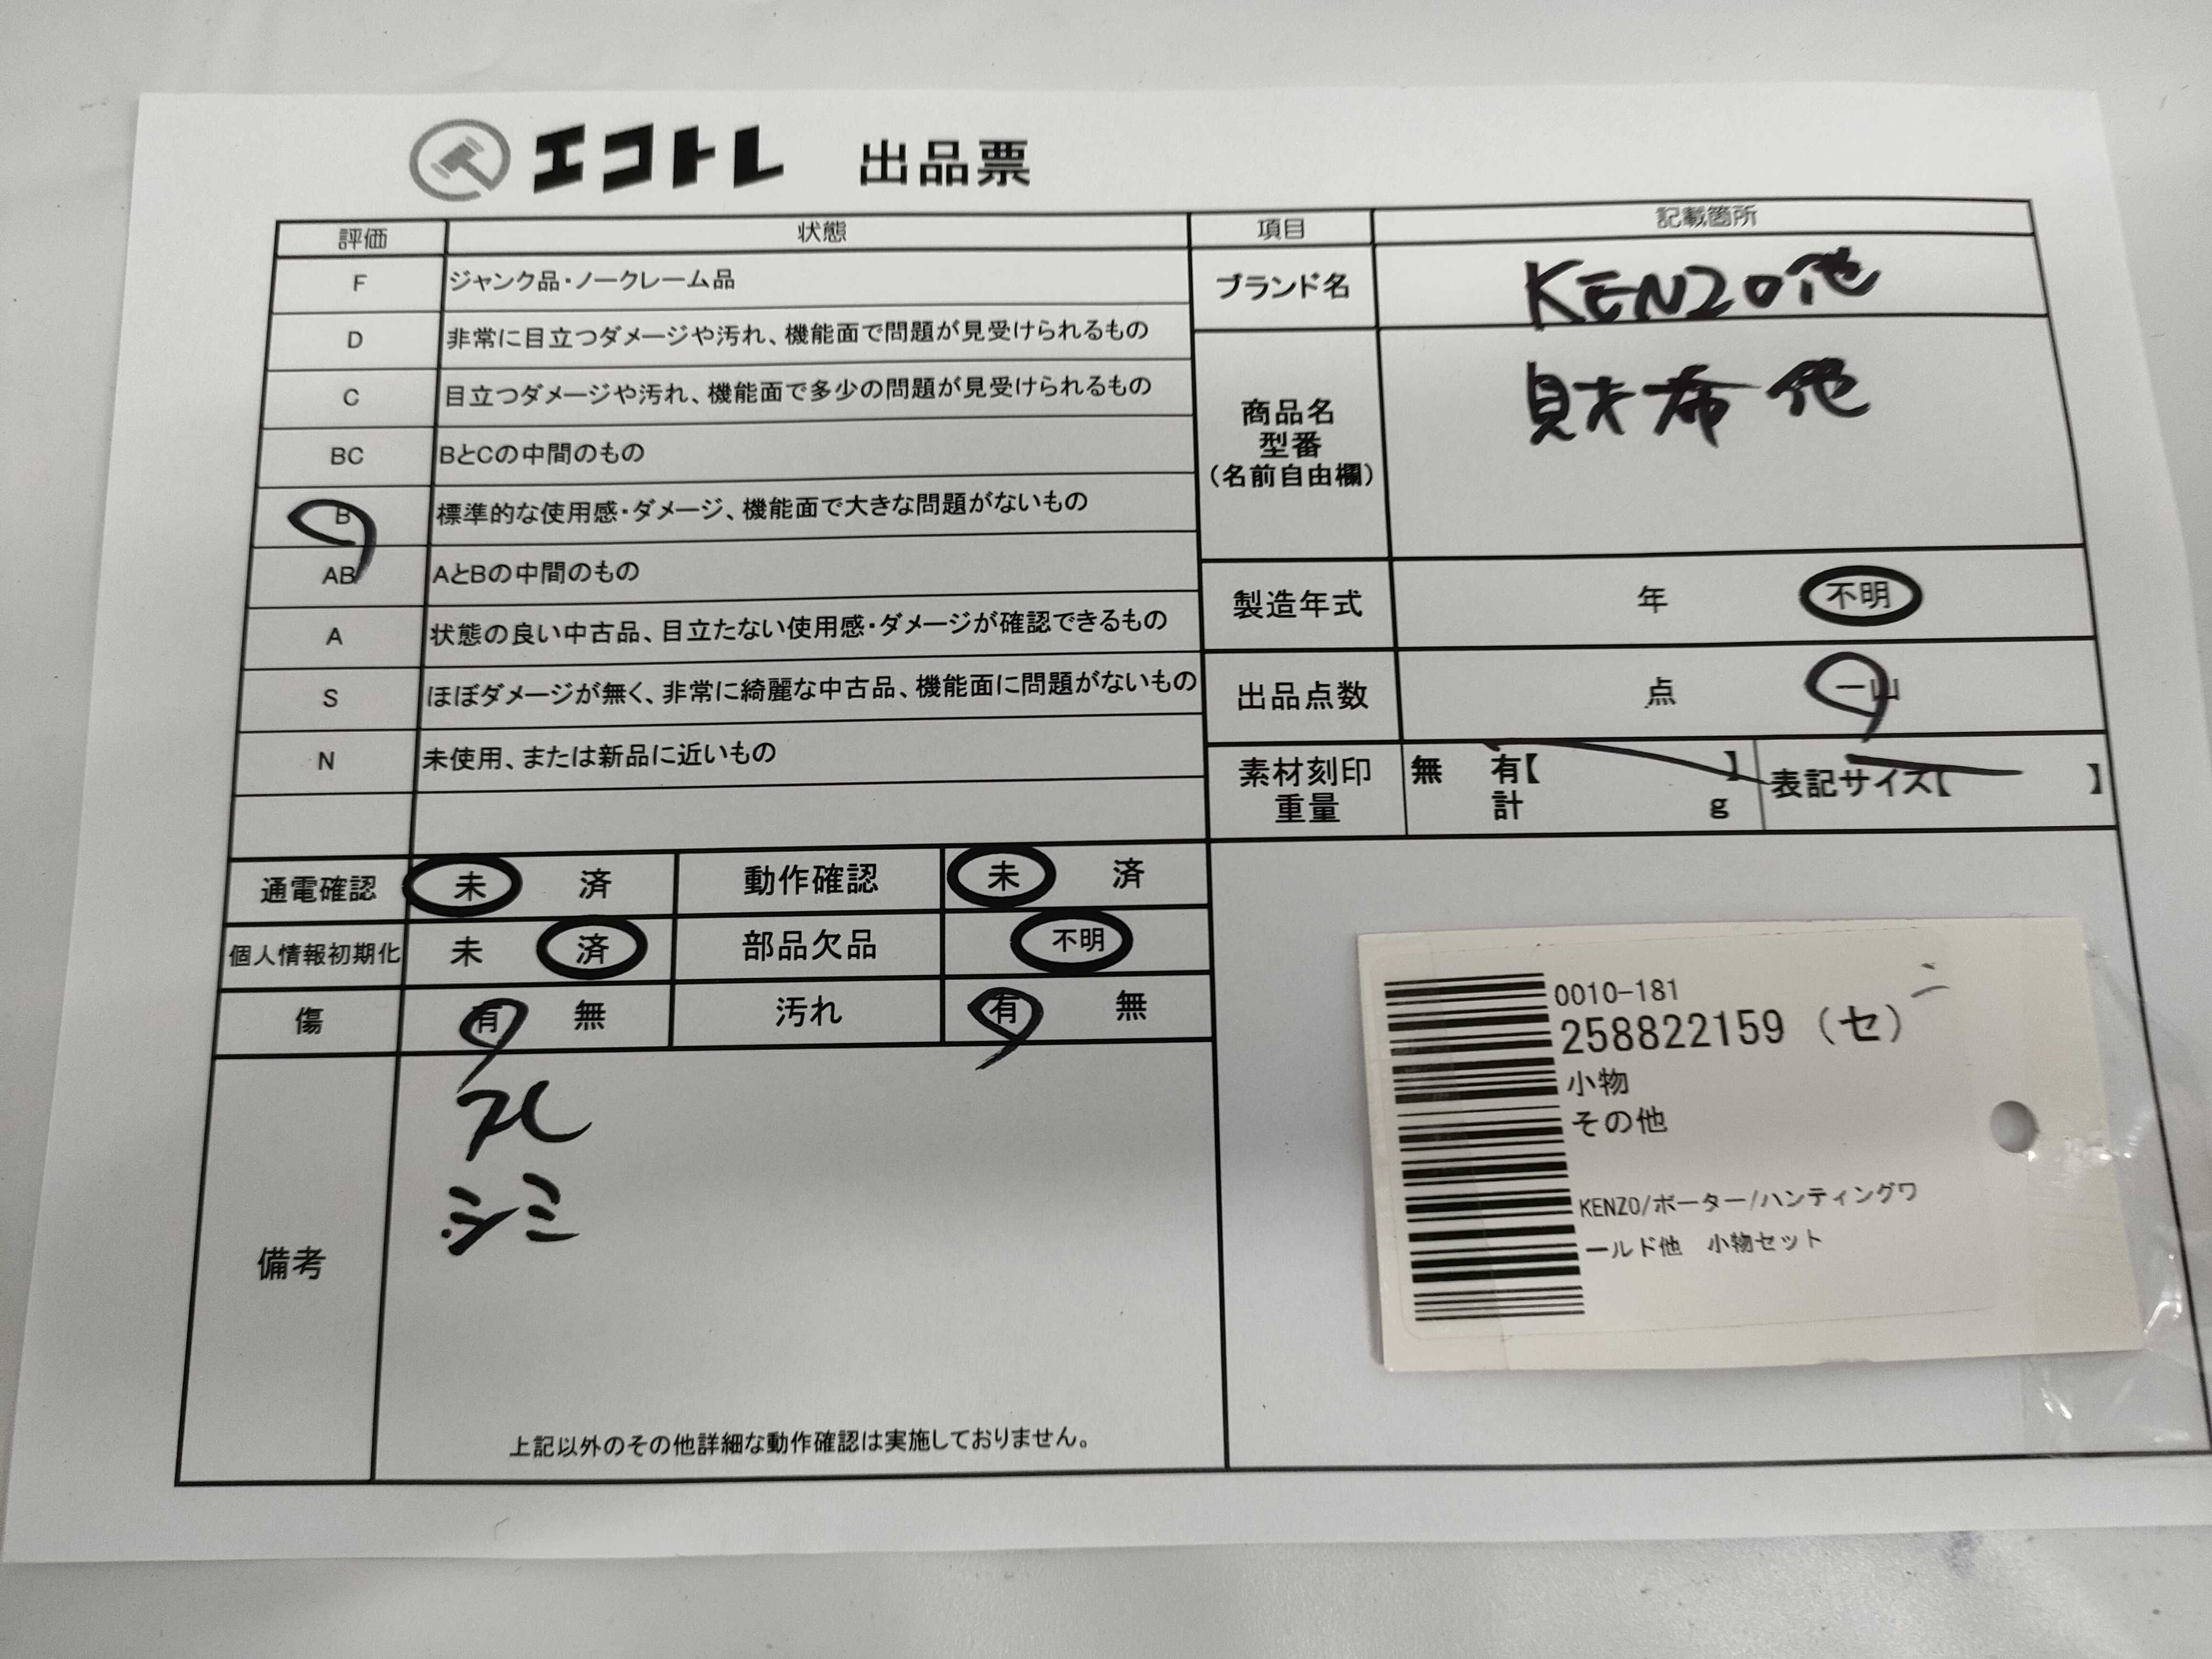 エコトレ 出品票
評価 状態 項目 記載箇所
F ジャンク品・ノークレーム品
D 非常に目立つダメージや汚れ、機能面で問題が見受けられるもの
C 目立つダメージや汚れ、機能面で多少の問題が見受けられるもの
BC BとCの中間のもの
B 標準的な使用感・ダメージ、機能面で大きな問題がないもの
AB AとBの中間のもの
A 状態の良い中古品、目立たない使用感・ダメージが確認できるもの
S ほぼダメージが無く、非常に綺麗な中古品、機能面に問題がないもの
N 未使用、または新品に近いもの
ブランド名 KENZO他
商品名
型番
(名前自由欄)
財布他
製造年式 年 不明
出品点数 点 一山
素材刻印 無 有【 】 表記サイズ【 】
重量 計 g
通電確認 未 済 動作確認 未 済
個人情報初期化 未 済 部品欠品 不明
傷 有 無 汚れ 有 無
備考
スレ
シミ
上記以外のその他詳細な動作確認は実施しておりません。
0010-181
258822159 (セ)
小物
その他
KENZO/ポーター/ハンティングワ
ールド他 小物セット